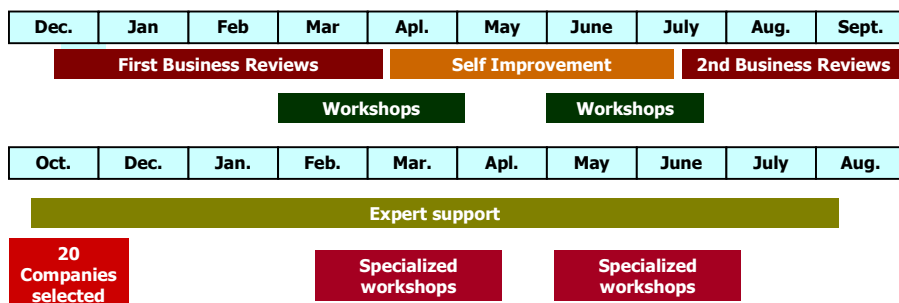 Dec. Jan Feb Mar Apl. May June July Aug. Sept.
First Business Reviews Self Improvement 2nd Business Reviews
Workshops Workshops
Oct. Dec. Jan. Feb. Mar. Apl. May June July Aug.
Expert support
20
Companies
selected
Specialized
workshops
Specialized
workshops